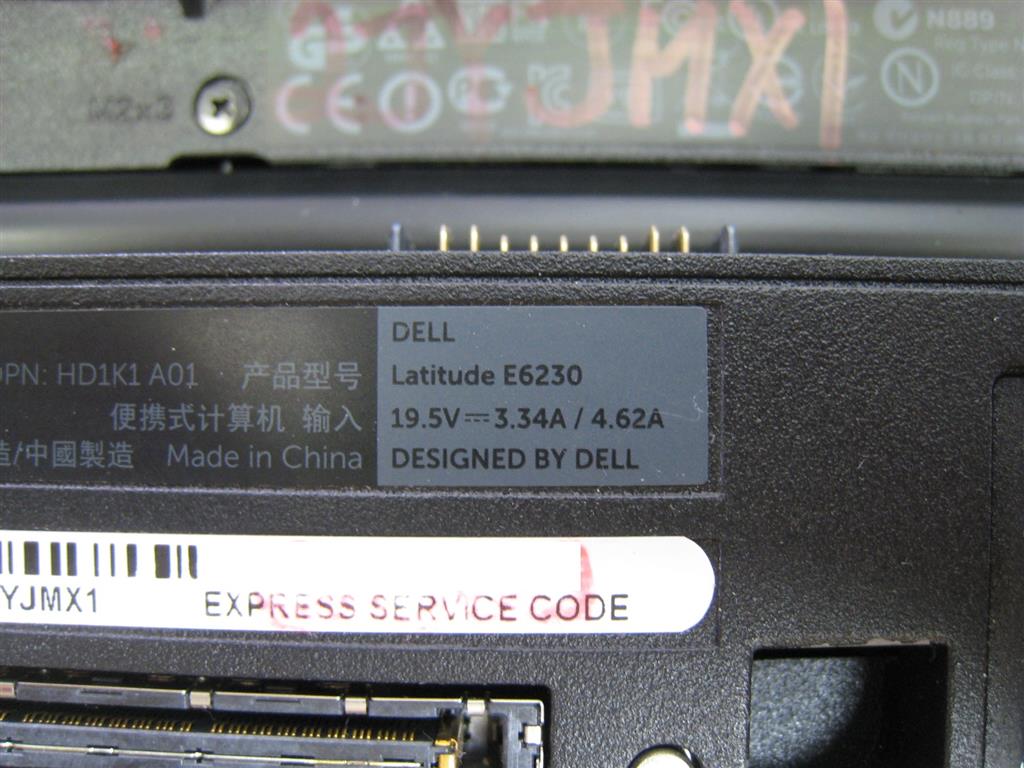 JMX1
N889
M2x3
CE
DELL
DPN: HD1K1 A01 产品型号 Latitude E6230
便携式计算机 输入 19.5V⎓3.34A / 4.62A
造/中國製造 Made in China DESIGNED BY DELL
YJMX1 EXPRESS SERVICE CODE